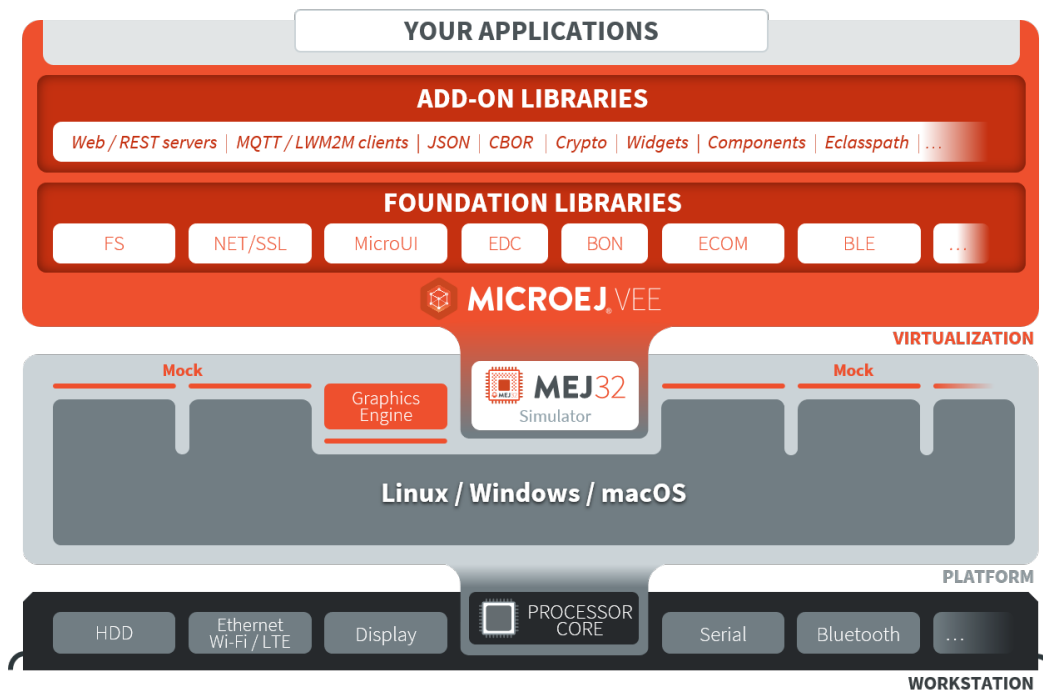 YOUR APPLICATIONS
ADD-ON LIBRARIES
Web / REST servers | MQTT / LWM2M clients | JSON | CBOR | Crypto | Widgets | Components | Eclasspath | ...
FOUNDATION LIBRARIES
FS NET/SSL MicroUI EDC BON ECOM BLE ...
MICROEJ® VEE
VIRTUALIZATION
Mock
Mock
Graphics
Engine
MEJ32
MEJ32
Simulator
Linux / Windows / macOS
PLATFORM
HDD
Ethernet
Wi-Fi / LTE
Display
PROCESSOR
CORE
Serial
Bluetooth
...
WORKSTATION